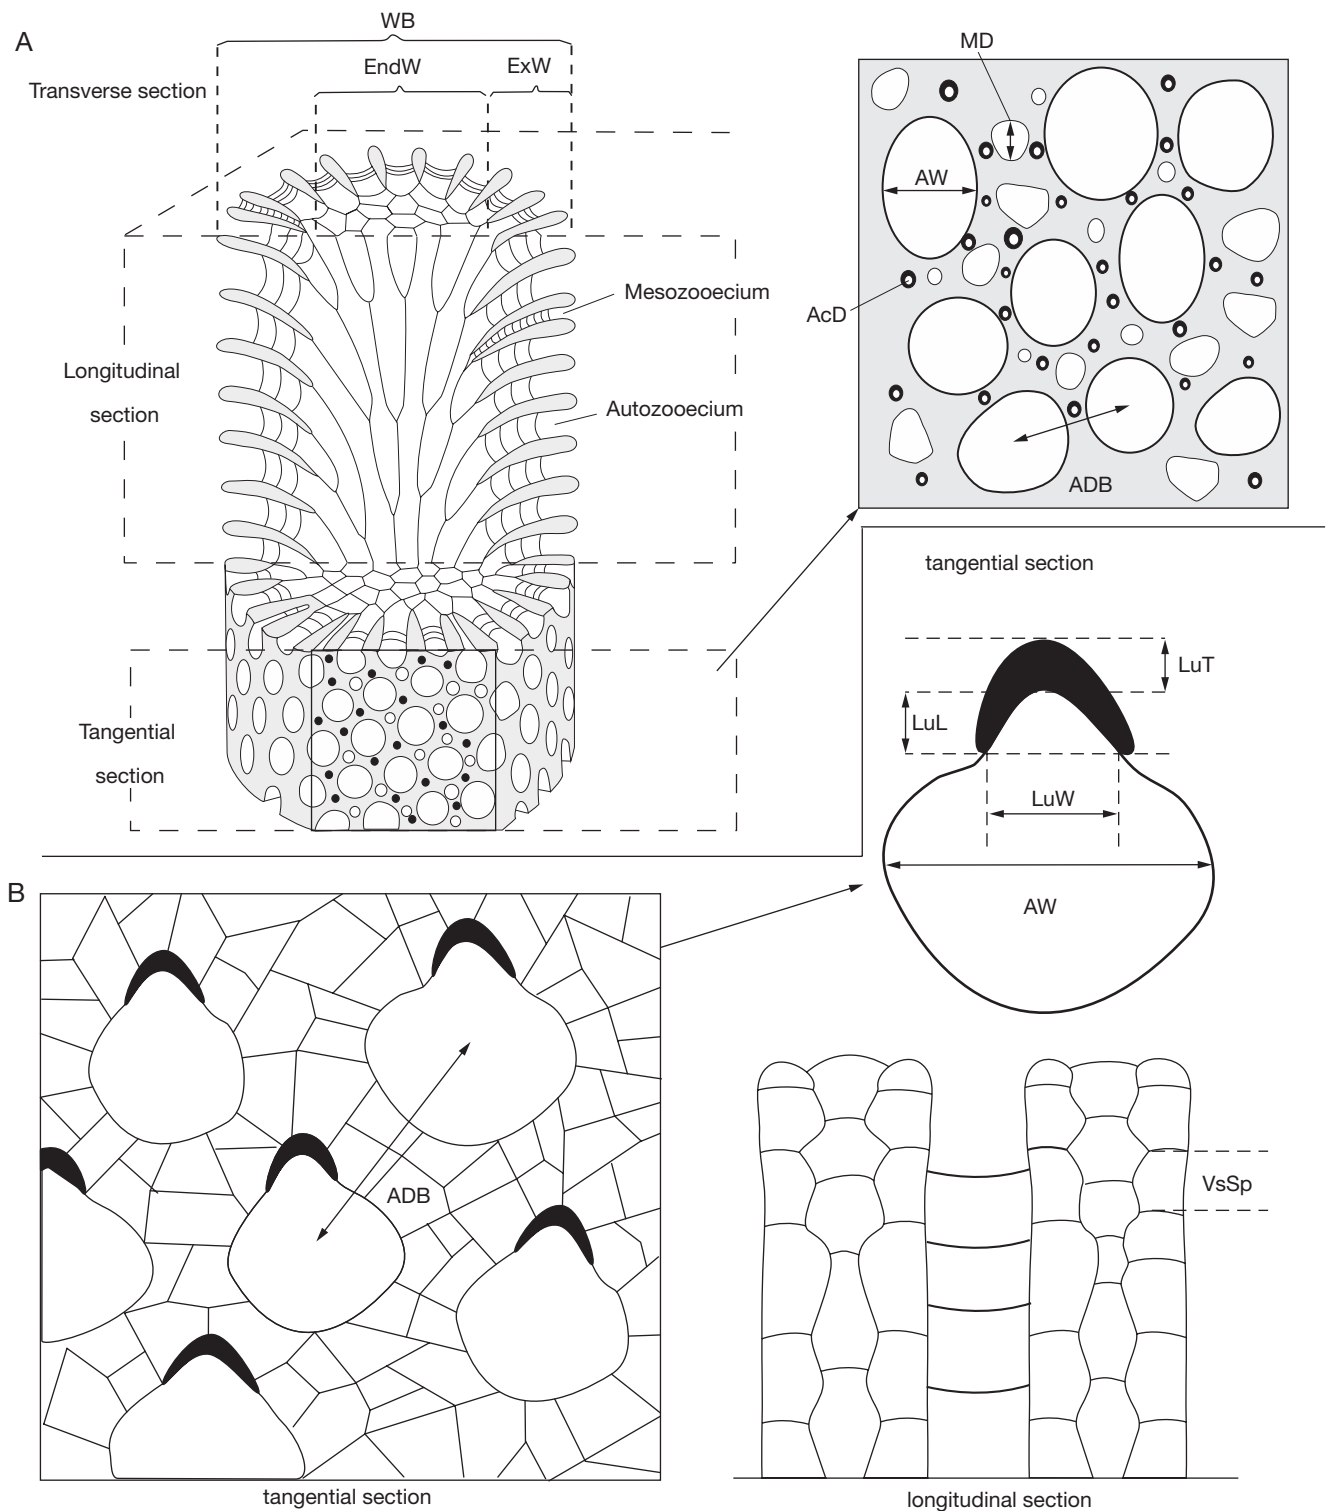 A
WB
EndW
ExW
Transverse section
Mesozooecium
Longitudinal
section
Autozooecium
Tangential
section
MD
AW
AcD
ADB
B
ADB
tangential section
tangential section
LuT
LuL
LuW
AW
VsSp
longitudinal section